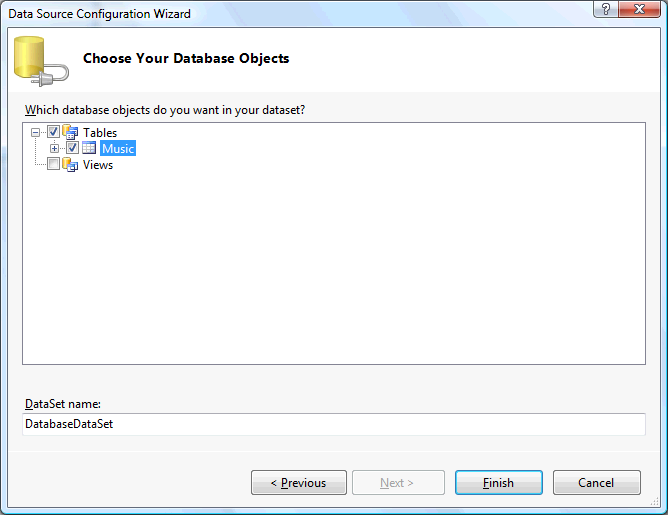 Data Source Configuration Wizard
?
Choose Your Database Objects
Which database objects do you want in your dataset?
Tables
Music
Views
DataSet name:
DatabaseDataSet
< Previous
Next >
Finish
Cancel